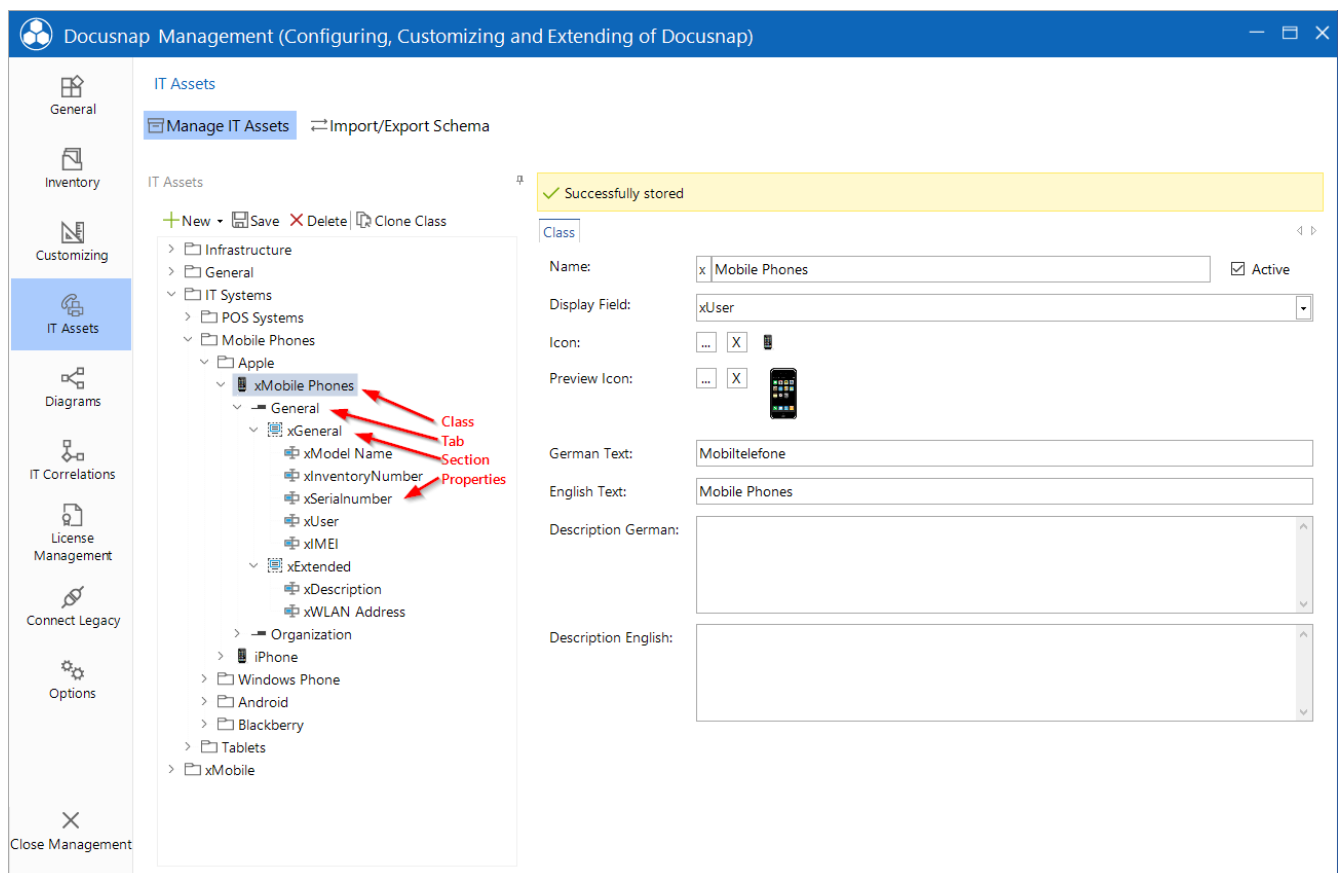 Docusnap Management (Configuring, Customizing and Extending of Docusnap)
General
Inventory
Customizing
IT Assets
Diagrams
IT Correlations
License
Management
Connect Legacy
Options
Close Management
IT Assets
Manage IT Assets
Import/Export Schema
IT Assets
New Save Delete Clone Class
Infrastructure
General
IT Systems
POS Systems
Mobile Phones
Apple
xMobile Phones
General
xGeneral
xModel Name
xInventoryNumber
xSerialnumber
xUser
xIMEI
xExtended
xDescription
xWLAN Address
Organization
iPhone
Windows Phone
Android
Blackberry
Tablets
xMobile
Class
Tab
Section
Properties
Successfully stored
Class
Name: x Mobile Phones Active
Display Field: xUser
Icon: ... X
Preview Icon: ... X
German Text: Mobiltelefone
English Text: Mobile Phones
Description German:
Description English: